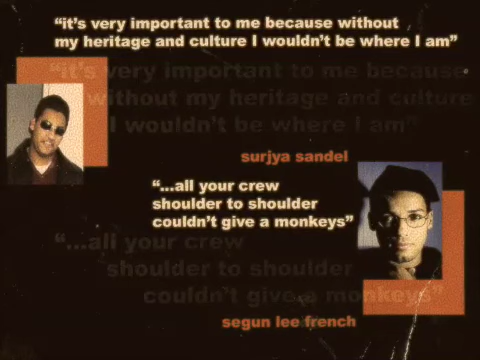 “it’s very important to me because without
my heritage and culture I wouldn’t be where I am”
“it’s very important to me because
without my heritage and culture
I wouldn’t be where I am”
surjya sandel
“...all your crew
shoulder to shoulder
couldn’t give a monkeys”
“...all your crew
shoulder to shoulder
couldn’t give a monkeys”
segun lee french